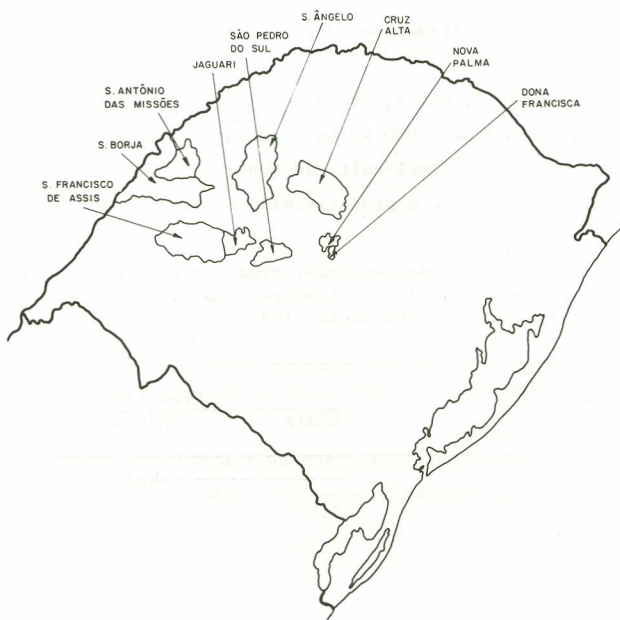 S. ÂNGELO
CRUZ
ALTA
SÃO PEDRO
DO SUL
NOVA
PALMA
JAGUARI
DONA
FRANCISCA
S. ANTÔNIO
DAS MISSÕES
S. BORJA
S. FRANCISCO
DE ASSIS